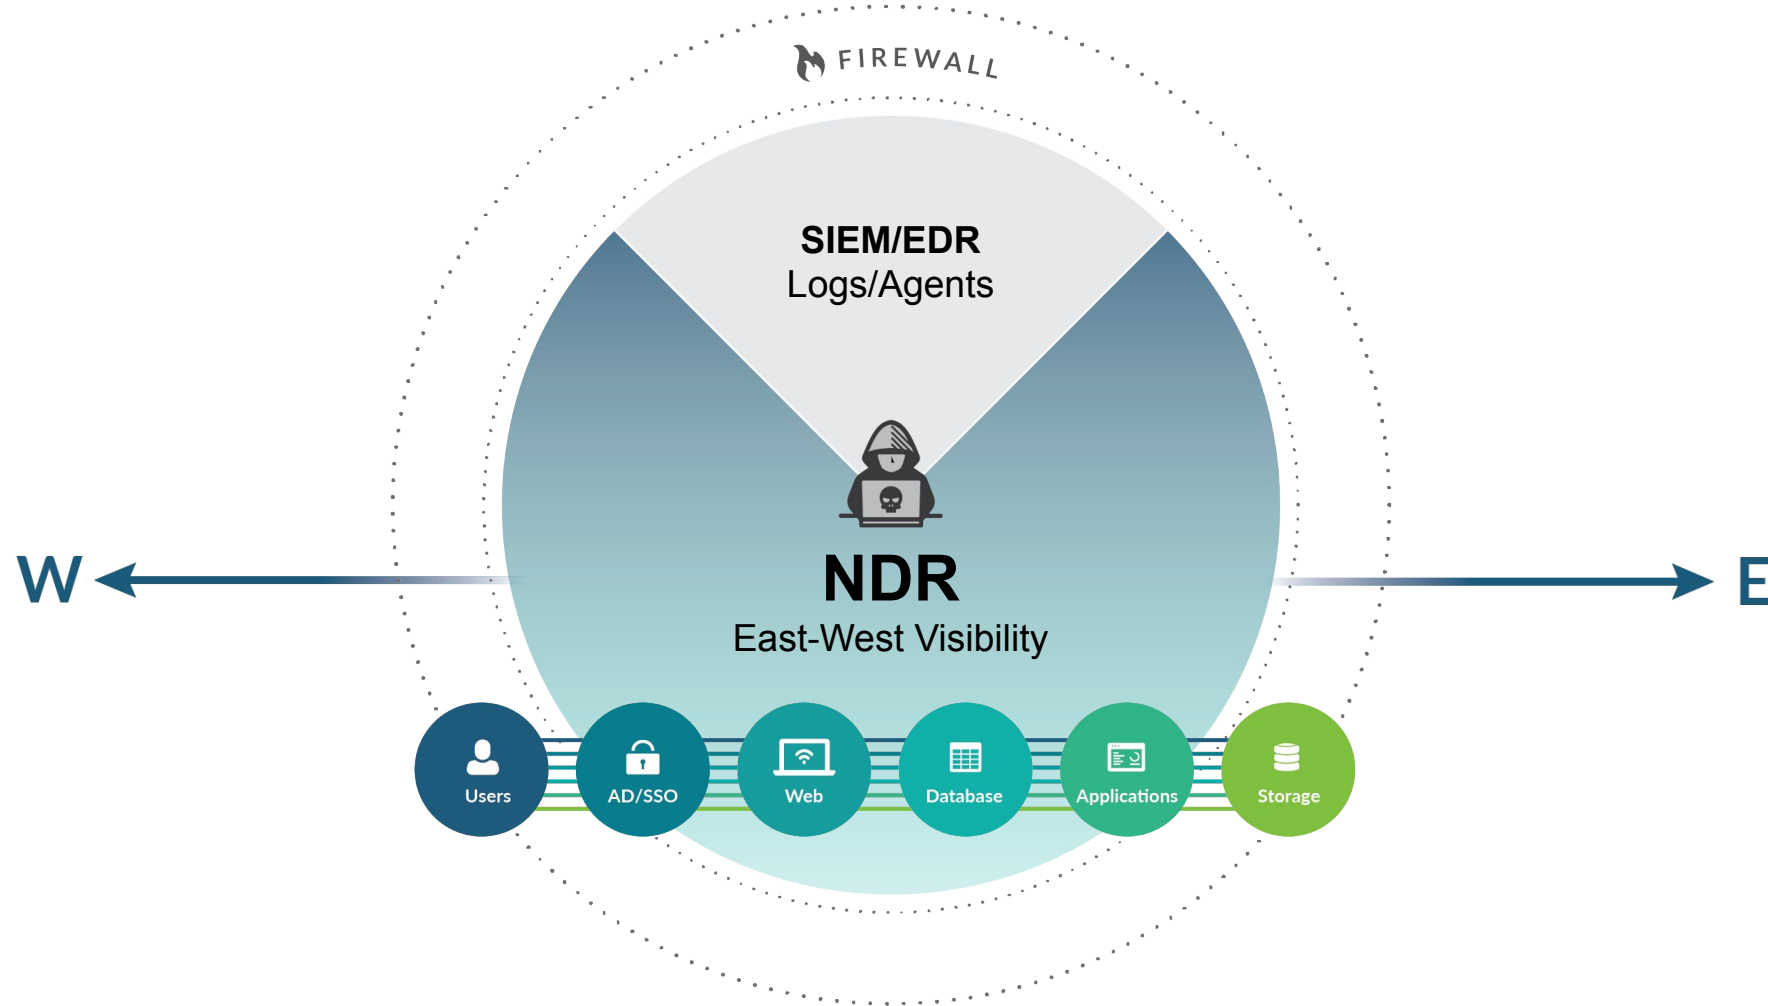 FIREWALL
SIEM/EDR
Logs/Agents
NDR
East-West Visibility
W
E
Users
AD/SSO
Web
Database
Applications
Storage